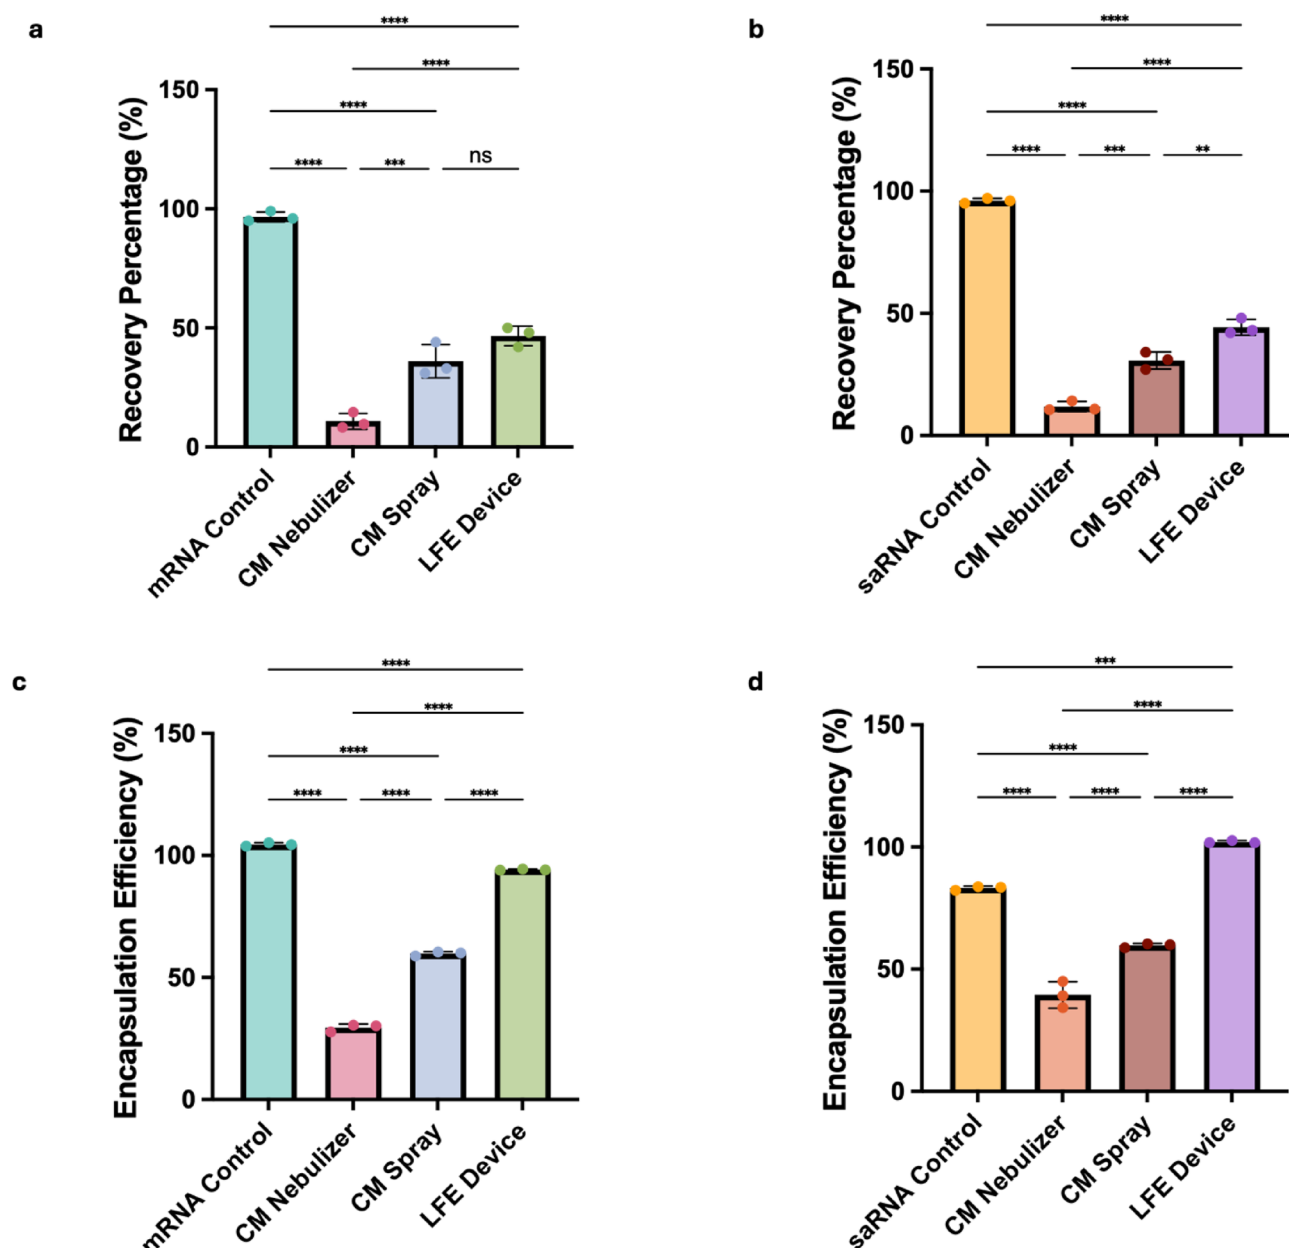 a
****
****
****
**** *** ns
Recovery Percentage (%)
150
100
50
0
mRNA Control
CM Nebulizer
CM Spray
LFE Device
b
****
****
****
**** *** **
Recovery Percentage (%)
150
100
50
0
saRNA Control
CM Nebulizer
CM Spray
LFE Device
c
****
****
****
**** **** ****
Encapsulation Efficiency (%)
150
100
50
0
mRNA Control
CM Nebulizer
CM Spray
LFE Device
d
***
****
****
**** **** ****
Encapsulation Efficiency (%)
150
100
50
0
saRNA Control
CM Nebulizer
CM Spray
LFE Device